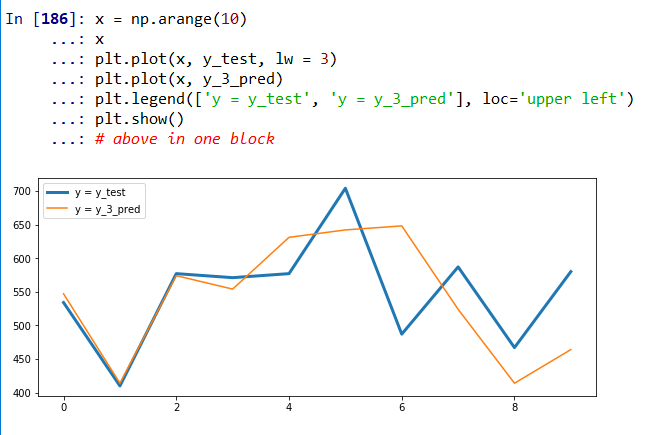 In [186]: x = np.arange(10)
...: x
...: plt.plot(x, y_test, lw = 3)
...: plt.plot(x, y_3_pred)
...: plt.legend(['y = y_test', 'y = y_3_pred'], loc='upper left')
...: plt.show()
...: # above in one block
y = y_test
y = y_3_pred
700
650
600
550
500
450
400
0 2 4 6 8